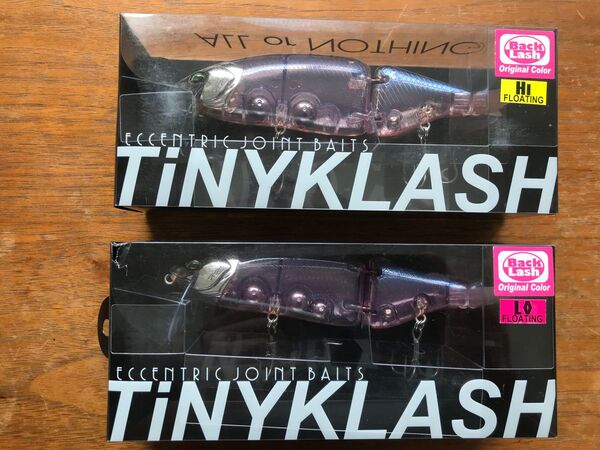 ALL or NOTHING
Back
Lash
Original Color
Hi
FLOATING
ECCENTRIC JOINT BAITS
TiNYKLASH
Back
Lash
Original Color
LO
FLOATING
ECCENTRIC JOINT BAITS
TiNYKLASH